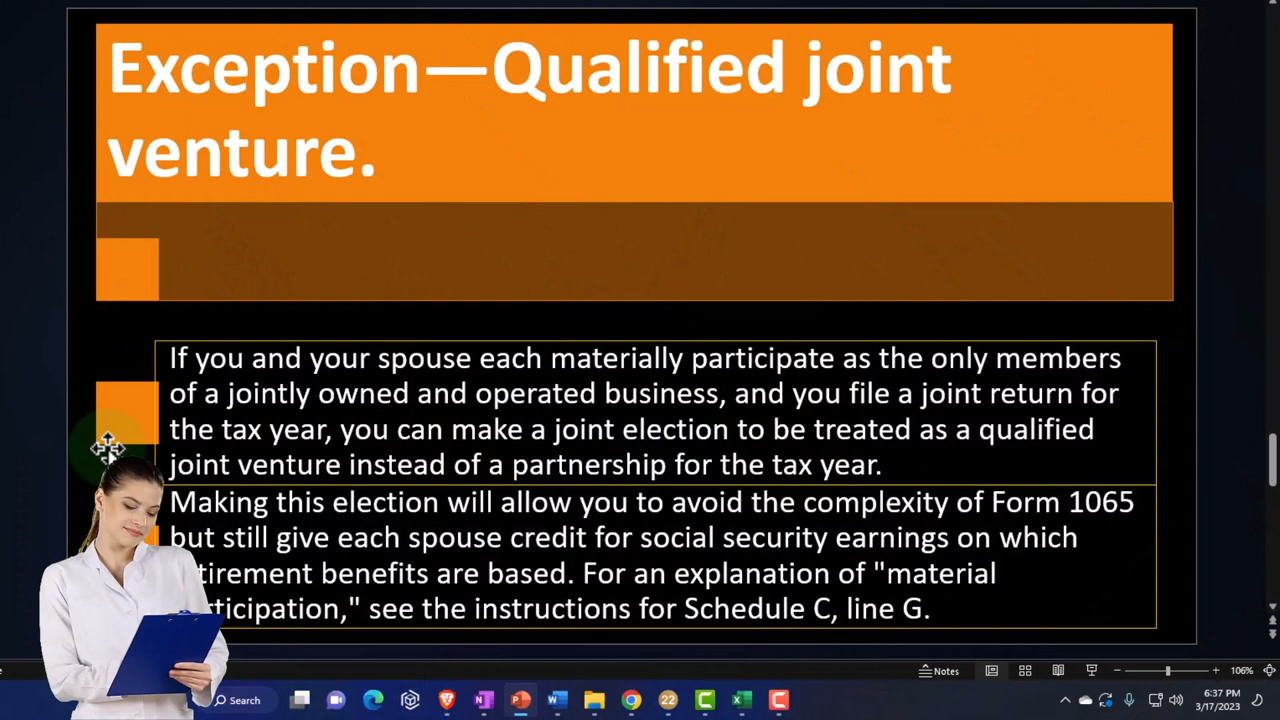 Exception—Qualified joint
venture.
If you and your spouse each materially participate as the only members
of a jointly owned and operated business, and you file a joint return for
the tax year, you can make a joint election to be treated as a qualified
joint venture instead of a partnership for the tax year.
Making this election will allow you to avoid the complexity of Form 1065
but still give each spouse credit for social security earnings on which
benefits are based. For an explanation of "material
see the instructions for Schedule C, line G.
Notes
106%
Search
22
6:37 PM
3/17/2023